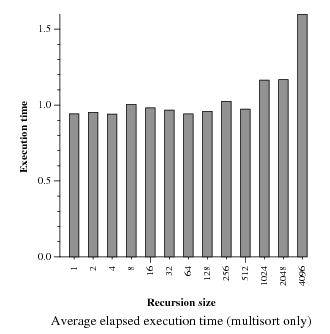 1.5
1.0
0.5
0.0
Execution time
1 2 4 8 16 32 64 128 256 512 1024 2048 4096
Recursion size
Average elapsed execution time (multisort only)